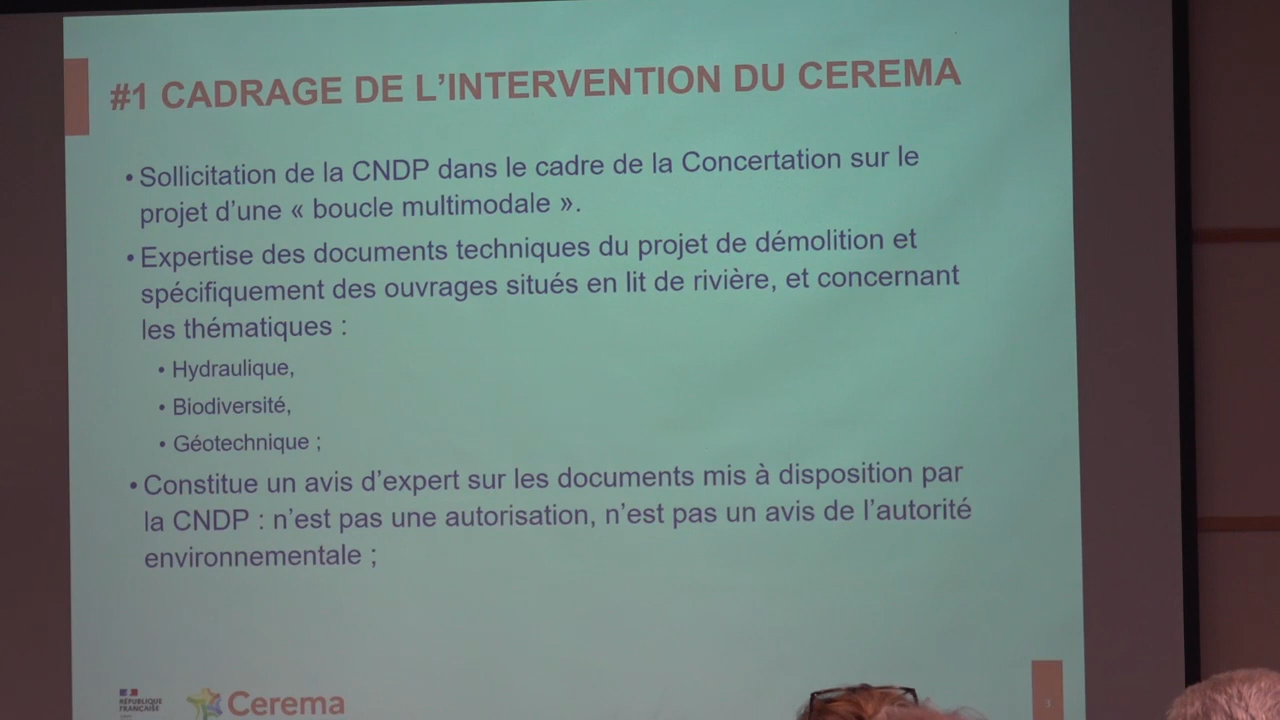 #1 CADRAGE DE L’INTERVENTION DU CEREMA
• Sollicitation de la CNDP dans le cadre de la Concertation sur le
projet d’une « boucle multimodale ».
• Expertise des documents techniques du projet de démolition et
spécifiquement des ouvrages situés en lit de rivière, et concernant
les thématiques :
• Hydraulique,
• Biodiversité,
• Géotechnique ;
• Constitue un avis d’expert sur les documents mis à disposition par
la CNDP : n’est pas une autorisation, n’est pas un avis de l’autorité
environnementale ;
RÉPUBLIQUE
FRANÇAISE
Cerema
3